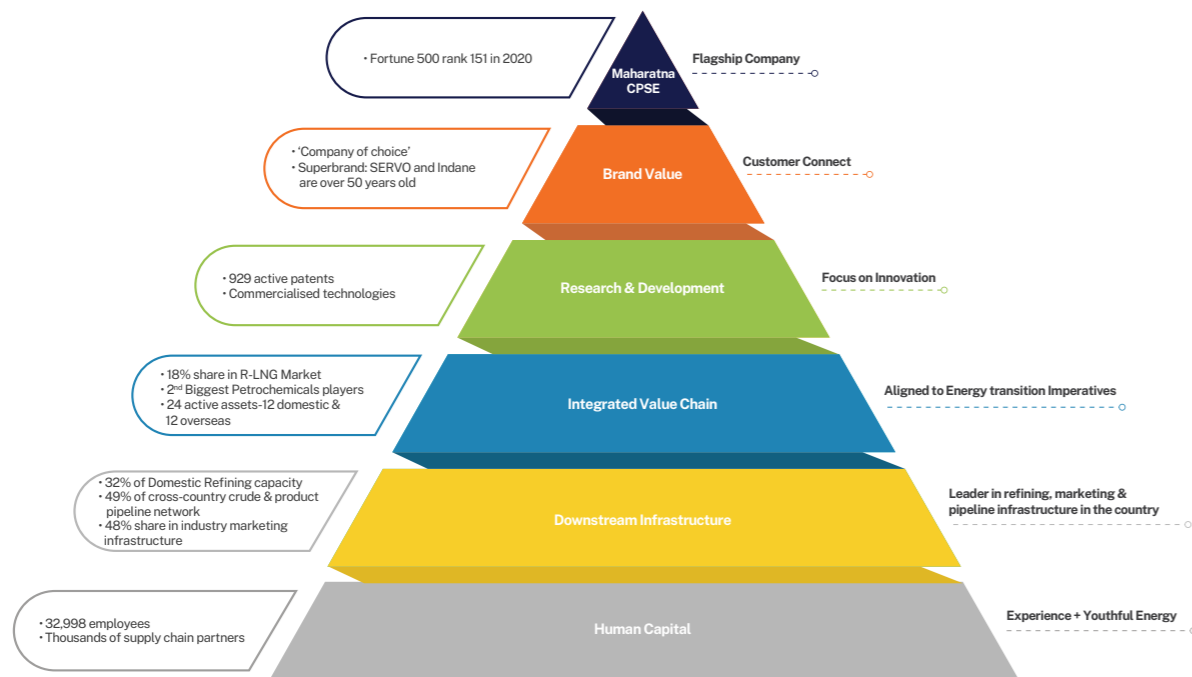 • Fortune 500 rank 151 in 2020
Maharatna
CPSE
Flagship Company
• ‘Company of choice’
• Superbrand: SERVO and Indane
are over 50 years old
Brand Value
Customer Connect
• 929 active patents
• Commercialised technologies
Research & Development
Focus on Innovation
• 18% share in R-LNG Market
• 2nd Biggest Petrochemicals players
• 24 active assets-12 domestic &
12 overseas
Integrated Value Chain
Aligned to Energy transition Imperatives
• 32% of Domestic Refining capacity
• 49% of cross-country crude & product
pipeline network
• 48% share in industry marketing
infrastructure
Downstream Infrastructure
Leader in refining, marketing &
pipeline infrastructure in the country
• 32,998 employees
• Thousands of supply chain partners
Human Capital
Experience + Youthful Energy